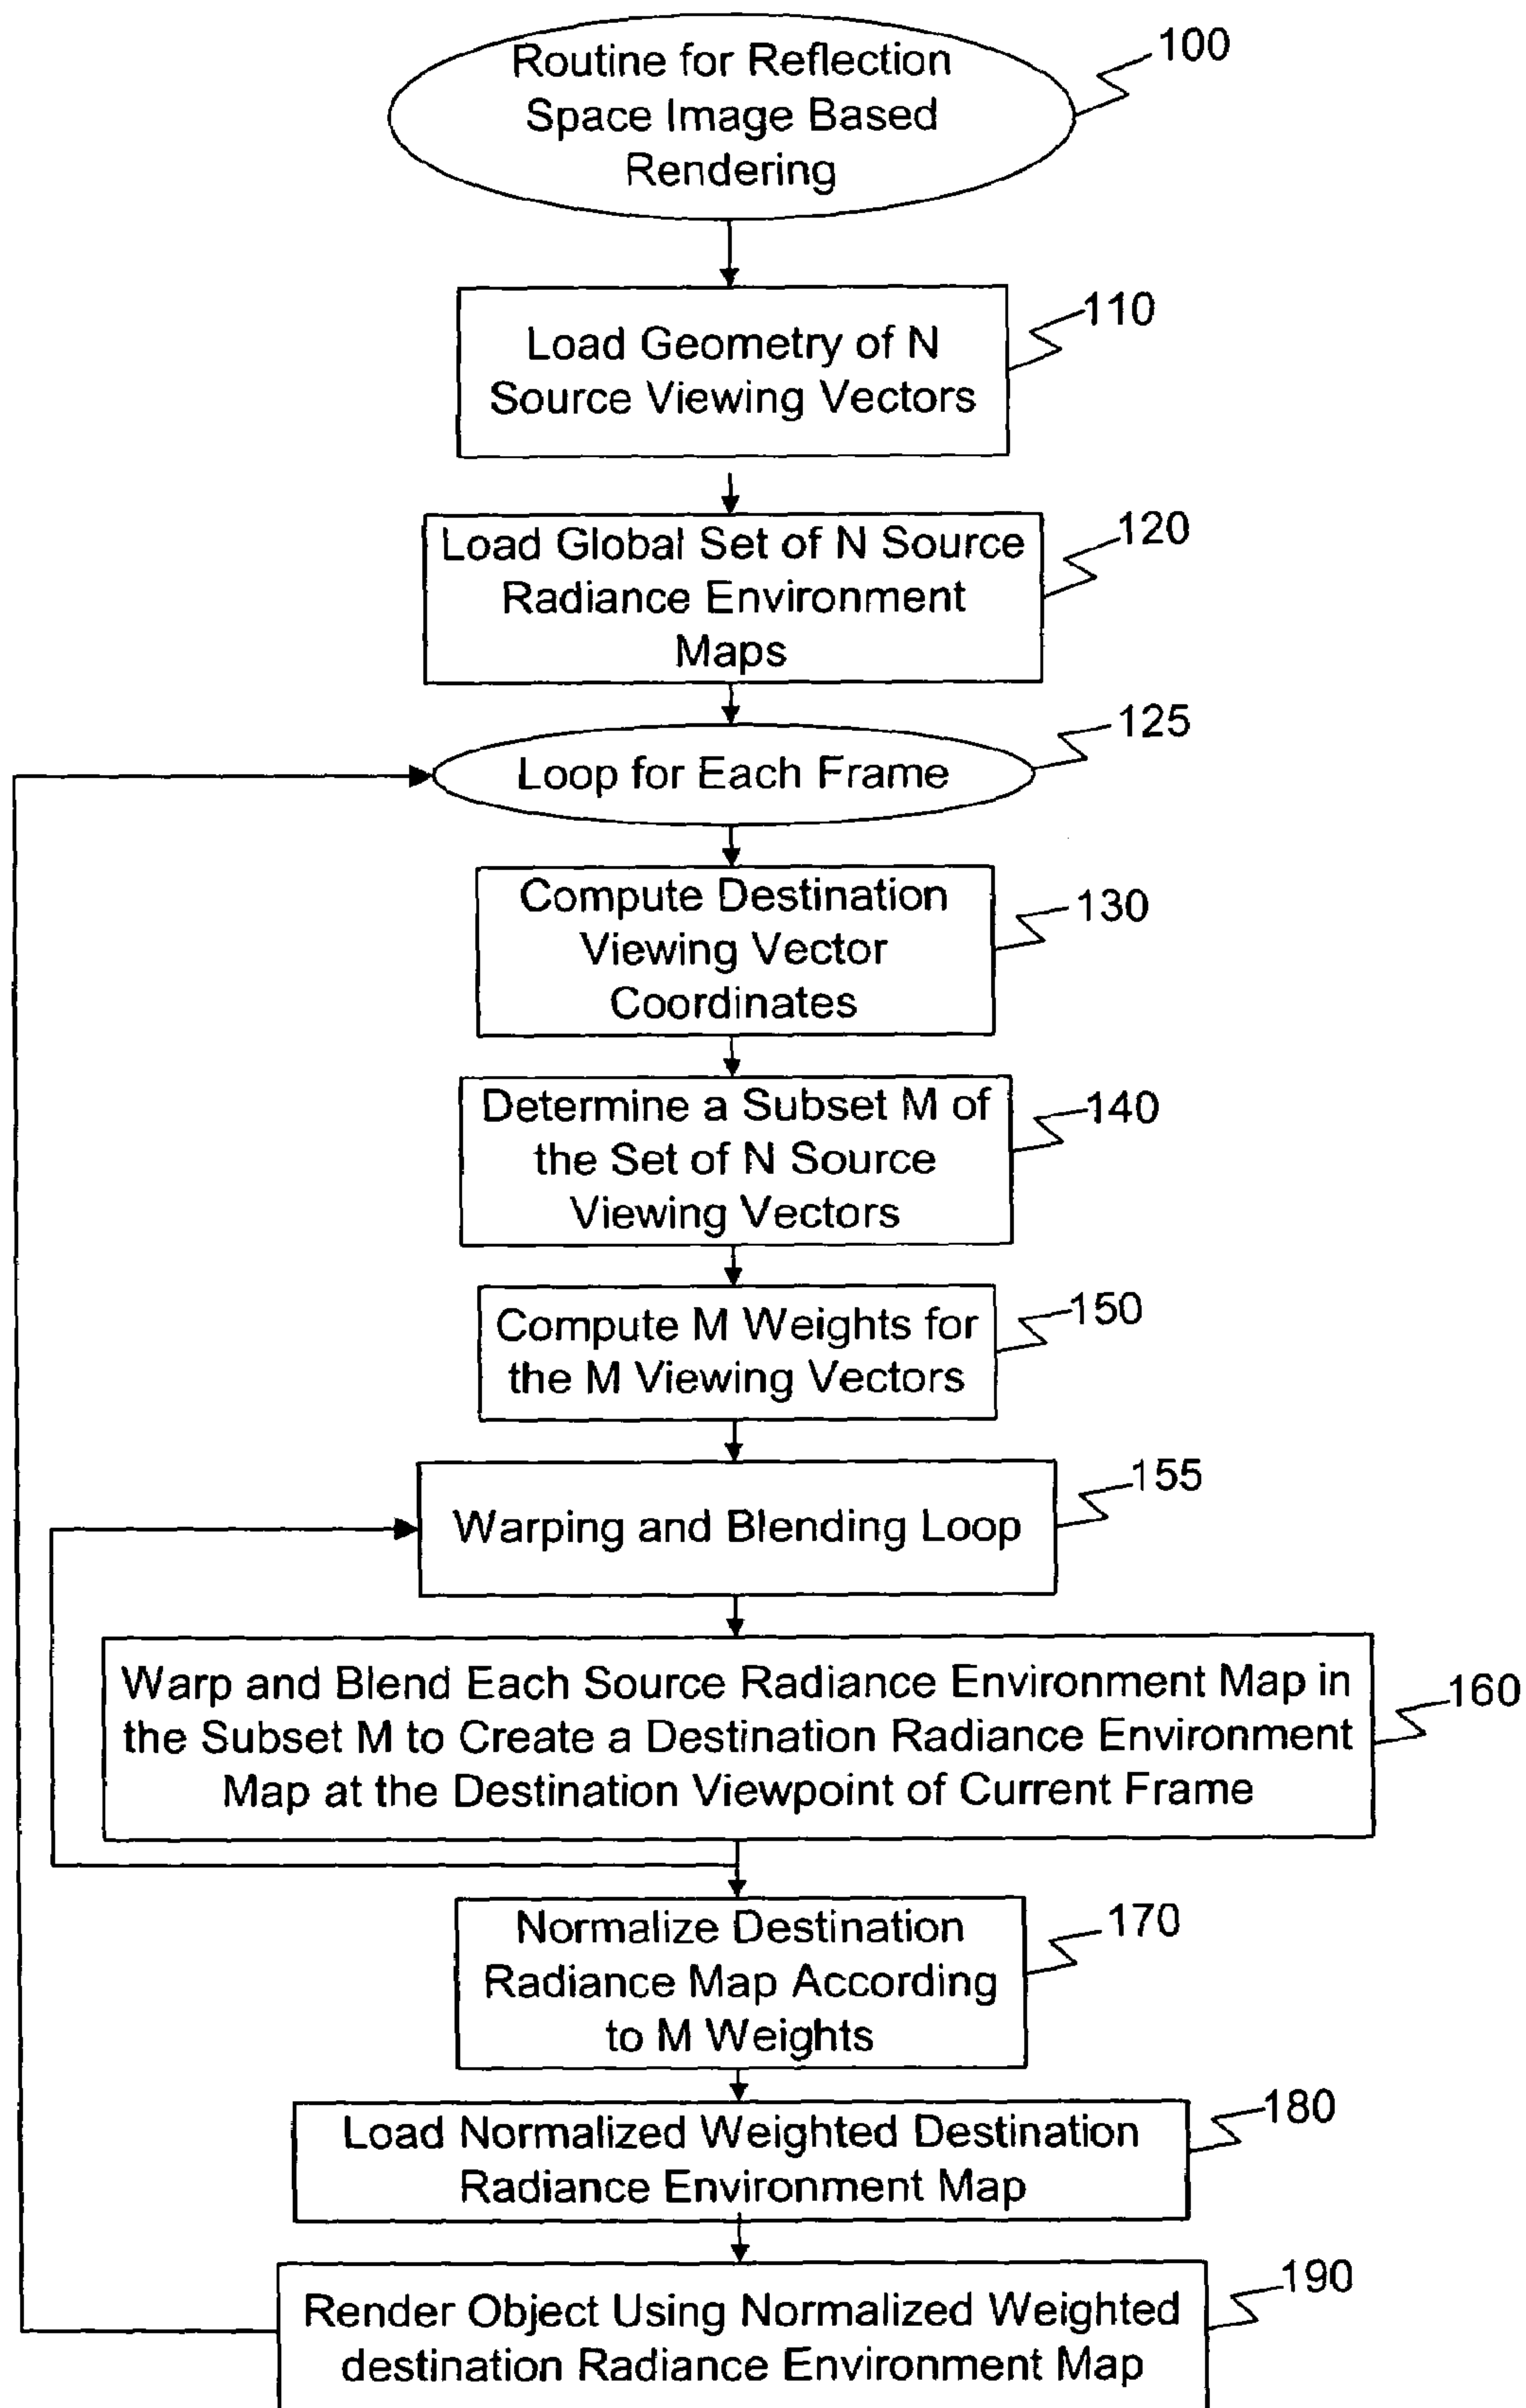 Routine for Reflection
Space Image Based
Rendering
100
Load Geometry of N
Source Viewing Vectors
110
Load Global Set of N Source
Radiance Environment
Maps
120
Loop for Each Frame
125
Compute Destination
Viewing Vector
Coordinates
130
Determine a Subset M of
the Set of N Source
Viewing Vectors
140
Compute M Weights for
the M Viewing Vectors
150
Warping and Blending Loop
155
Warp and Blend Each Source Radiance Environment Map in
the Subset M to Create a Destination Radiance Environment
Map at the Destination Viewpoint of Current Frame
160
Normalize Destination
Radiance Map According
to M Weights
170
Load Normalized Weighted Destination
Radiance Environment Map
180
Render Object Using Normalized Weighted
destination Radiance Environment Map
190